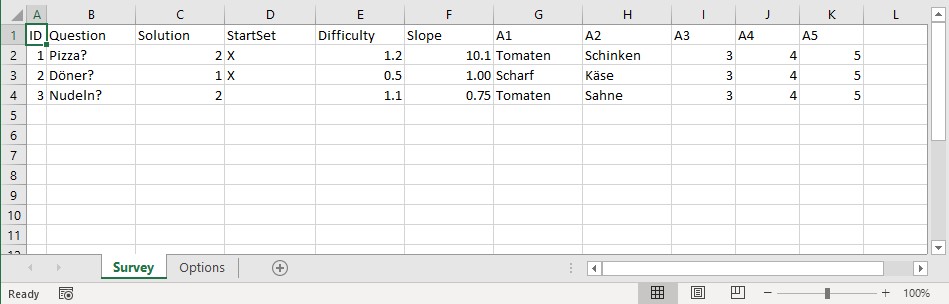 A B C D E F G H I J K L
1 ID Question Solution StartSet Difficulty Slope A1 A2 A3 A4 A5
2 1 Pizza? 2 X 1.2 10.1 Tomaten Schinken 3 4 5
3 2 Döner? 1 X 0.5 1.00 Scharf Käse 3 4 5
4 3 Nudeln? 2 1.1 0.75 Tomaten Sahne 3 4 5
5
6
7
8
9
10
11
12
Survey Options
Ready 100%